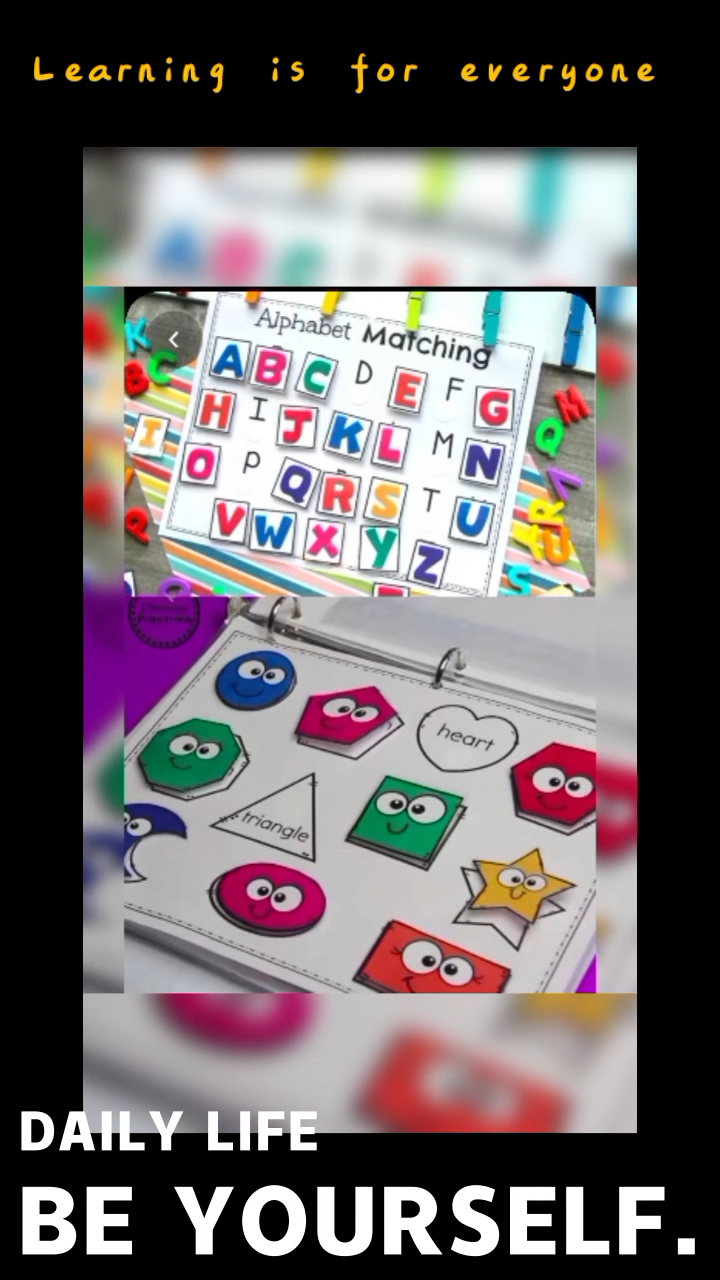 Learning is for everyone
Alphabet Matching
A B C D E F G
H I J K L M N
O P Q R S T U
V W X Y Z
K
C
B
I
M
Q
R
S
heart
triangle
DAILY LIFE
BE YOURSELF.